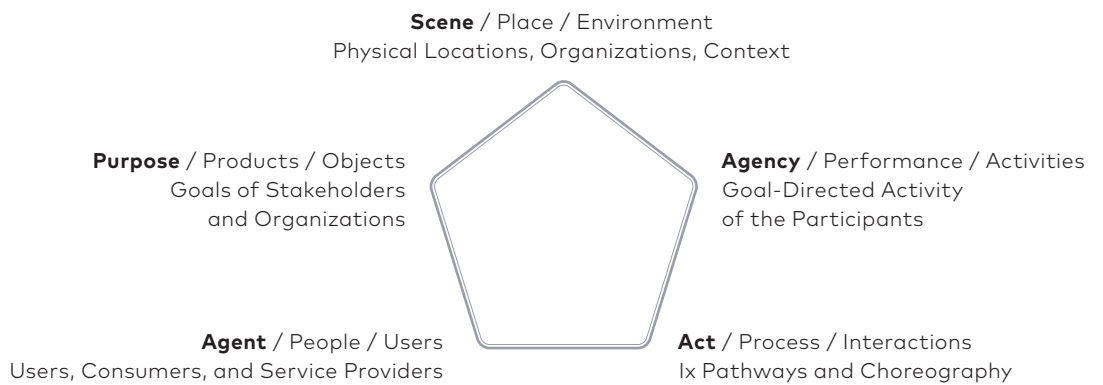 Scene / Place / Environment
Physical Locations, Organizations, Context
Purpose / Products / Objects
Goals of Stakeholders
and Organizations
Agency / Performance / Activities
Goal-Directed Activity
of the Participants
Agent / People / Users
Users, Consumers, and Service Providers
Act / Process / Interactions
Ix Pathways and Choreography